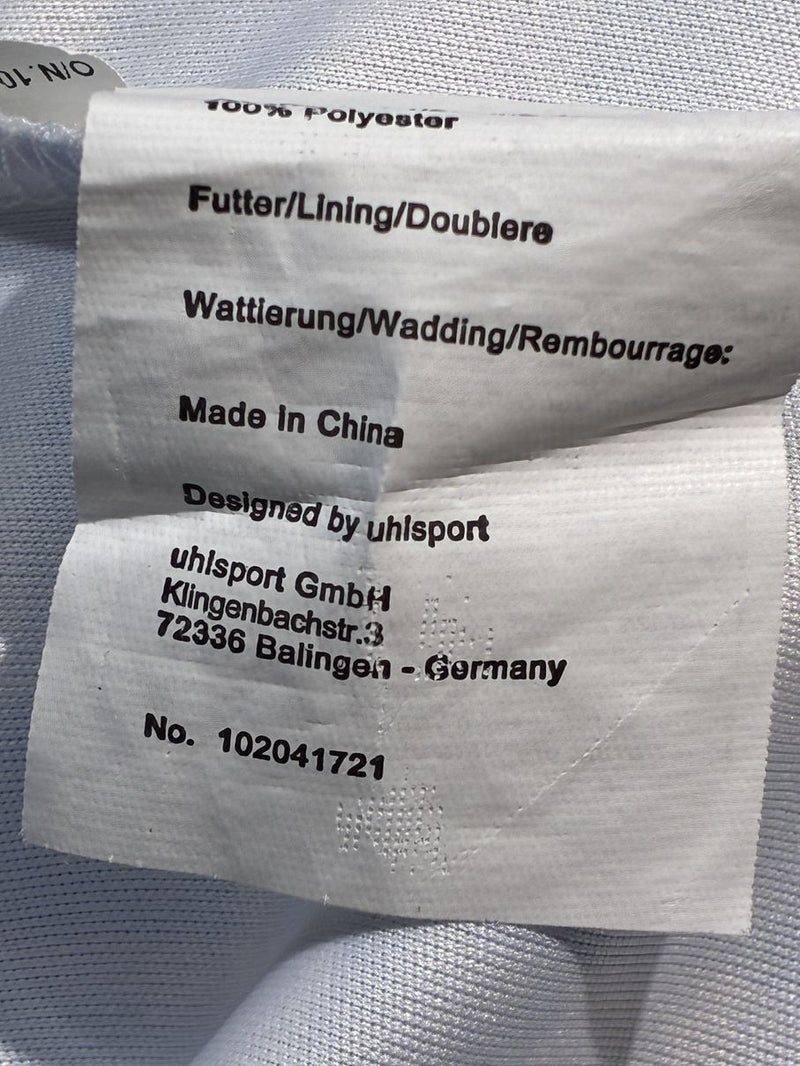 O/N.10
100% Polyester
Futter/Lining/Doublere
Wattierung/Wadding/Rembourrage:
Made in China
Designed by uhlsport
uhlsport GmbH
Klingenbachstr.3
72336 Balingen - Germany
No. 102041721